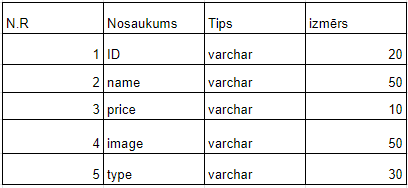 N.R Nosaukums Tips izmērs
1 ID varchar 20
2 name varchar 50
3 price varchar 10
4 image varchar 50
5 type varchar 30